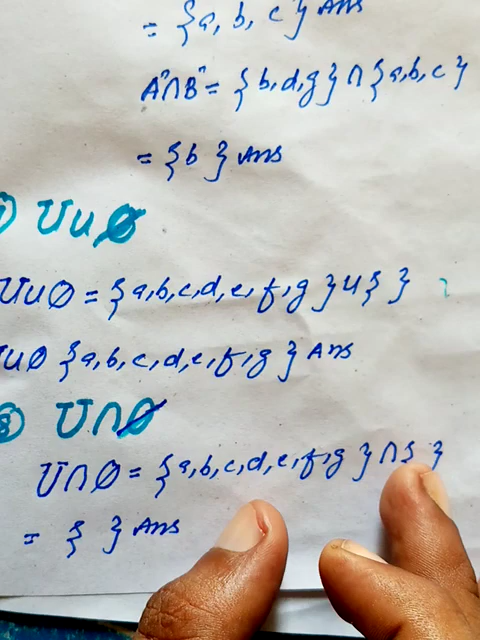 = {a, b, c} Ans
A"∩B" = {b,d,g} ∩ {a,b,c}
= {b} Ans
U∪Ø
U∪Ø = {a,b,c,d,e,f,g} ∪ { }
∪Ø {a,b,c,d,e,f,g} Ans
U∩Ø
U∩Ø = {a,b,c,d,e,f,g} ∩ { }
= { } Ans